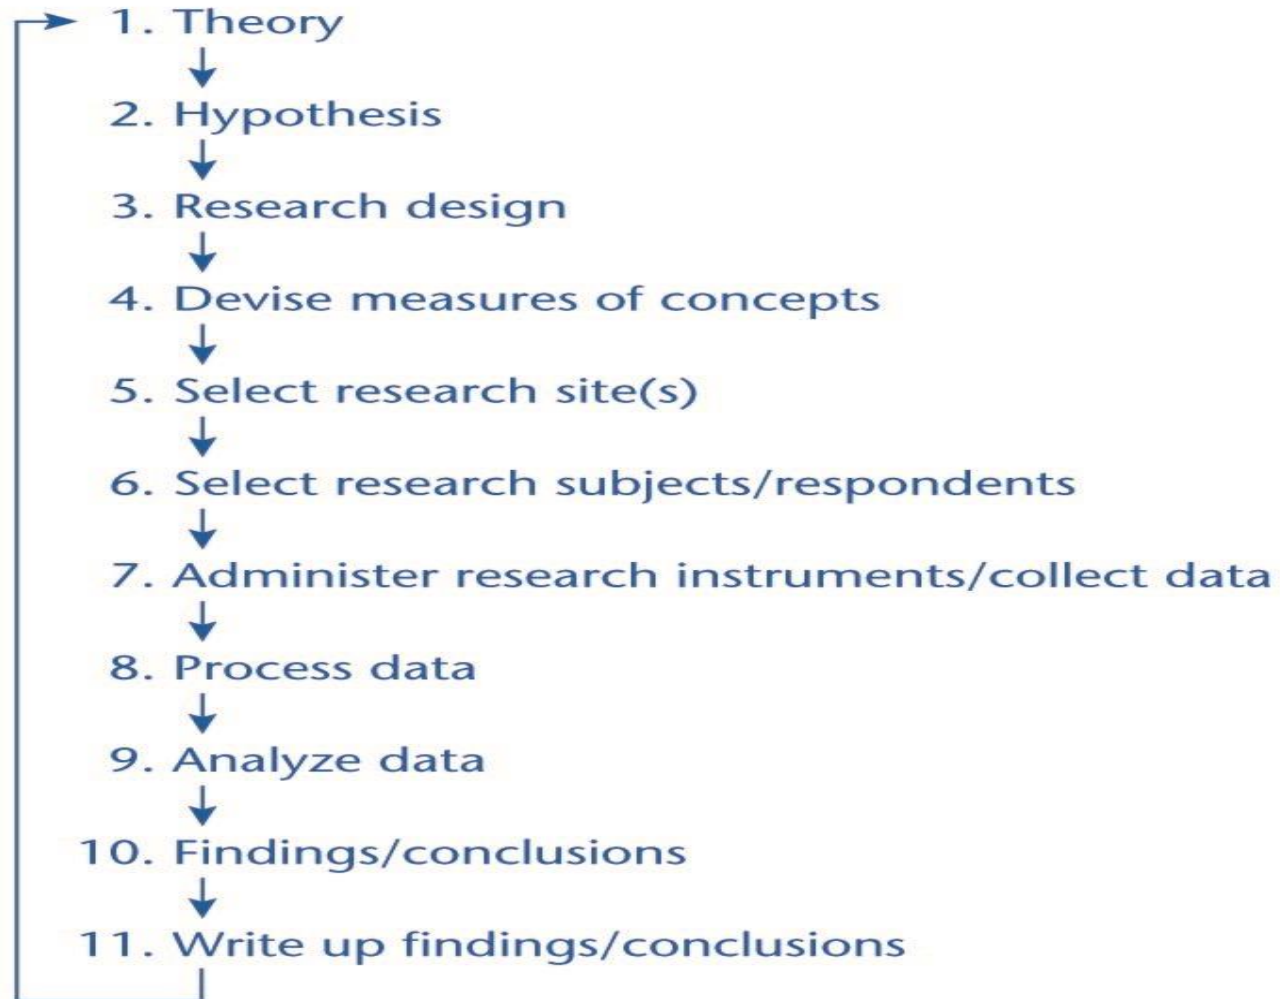 1. Theory
2. Hypothesis
3. Research design
4. Devise measures of concepts
5. Select research site(s)
6. Select research subjects/respondents
7. Administer research instruments/collect data
8. Process data
9. Analyze data
10. Findings/conclusions
11. Write up findings/conclusions